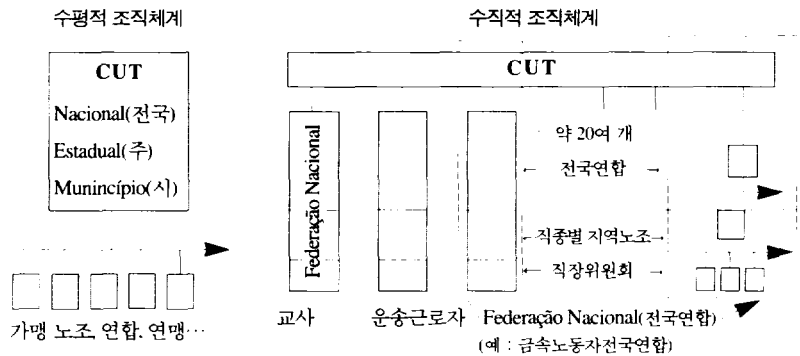 수평적 조직체계
CUT
Nacional(전국)
Estadual(주)
Munincípio(시)
가맹 노조, 연합, 연맹…
수직적 조직체계
CUT
Federação Nacional
약 20여 개
전국연합
직종별 지역노조
직장위원회
교사
운송근로자
Federação Nacional(전국연합)
(예 : 금속노동자전국연합)